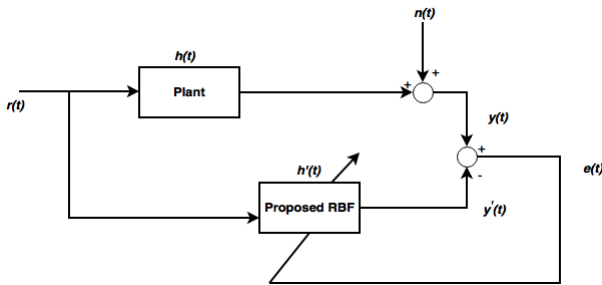 n(t)
h(t)
+
Plant
+
r(t)
y(t)
+
h'(t)
e(t)
-
Proposed RBF
y'(t)